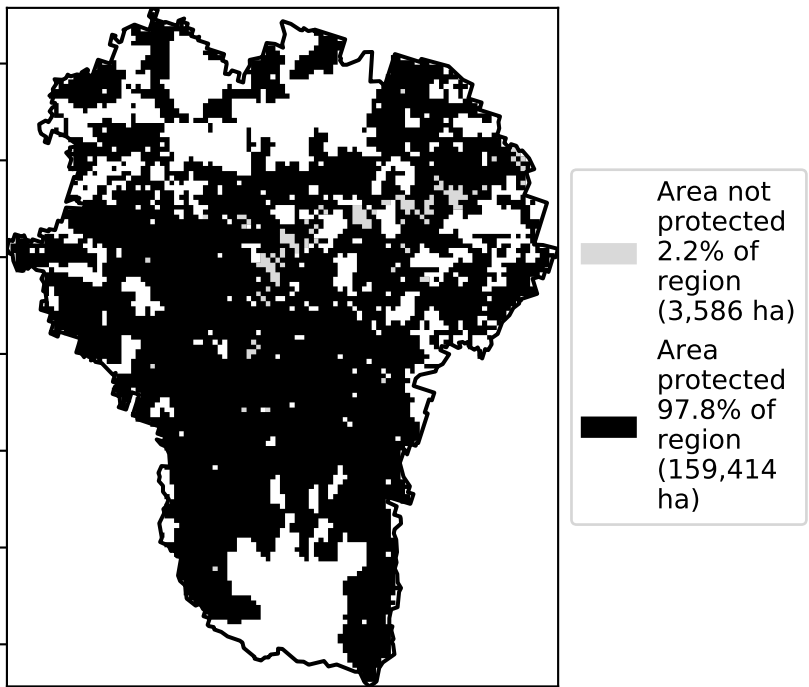 Area not
protected
2.2% of
region
(3,586 ha)
Area
protected
97.8% of
region
(159,414
ha)